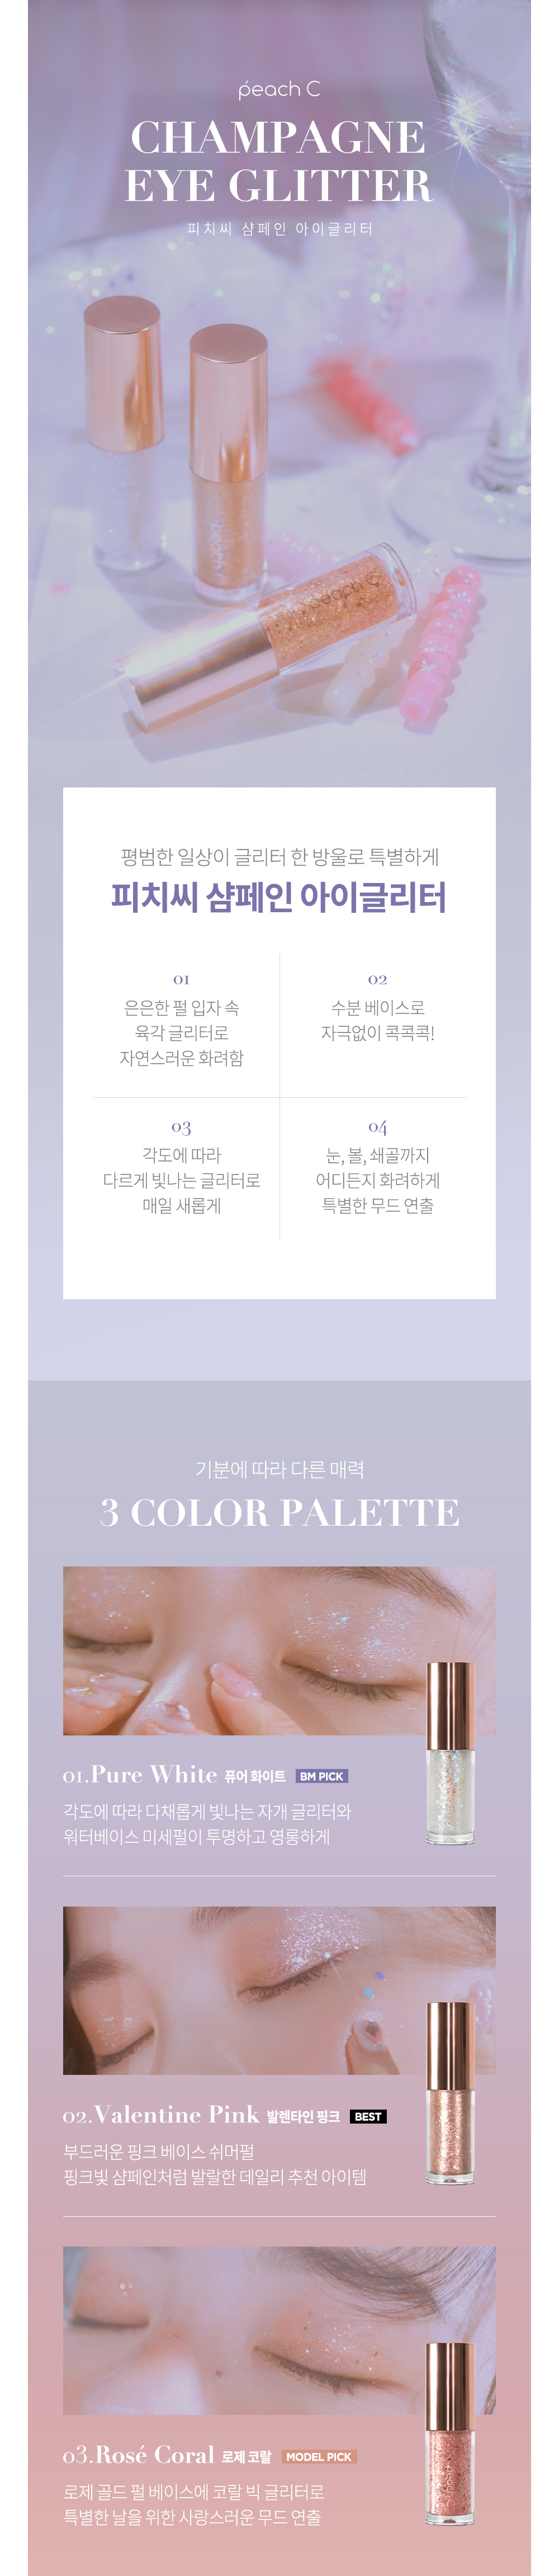 peach C
CHAMPAGNE
EYE GLITTER
피치씨 샴페인 아이글리터
peach C
평범한 일상이 글리터 한 방울로 특별하게
피치씨 샴페인 아이글리터
01
은은한 펄 입자 속
육각 글리터로
자연스러운 화려함
02
수분 베이스로
자극없이 콕콕콕!
03
각도에 따라
다르게 빛나는 글리터로
매일 새롭게
04
눈, 볼, 쇄골까지
어디든지 화려하게
특별한 무드 연출
기분에 따라 다른 매력
3 COLOR PALETTE
01.Pure White 퓨어 화이트 BM PICK
각도에 따라 다채롭게 빛나는 자개 글리터와
워터베이스 미세펄이 투명하고 영롱하게
02.Valentine Pink 발렌타인 핑크 BEST
부드러운 핑크 베이스 쉬머펄
핑크빛 샴페인처럼 발랄한 데일리 추천 아이템
03.Rosé Coral 로제 코랄 MODEL PICK
로제 골드 펄 베이스에 코랄 빅 글리터로
특별한 날을 위한 사랑스러운 무드 연출
peach C